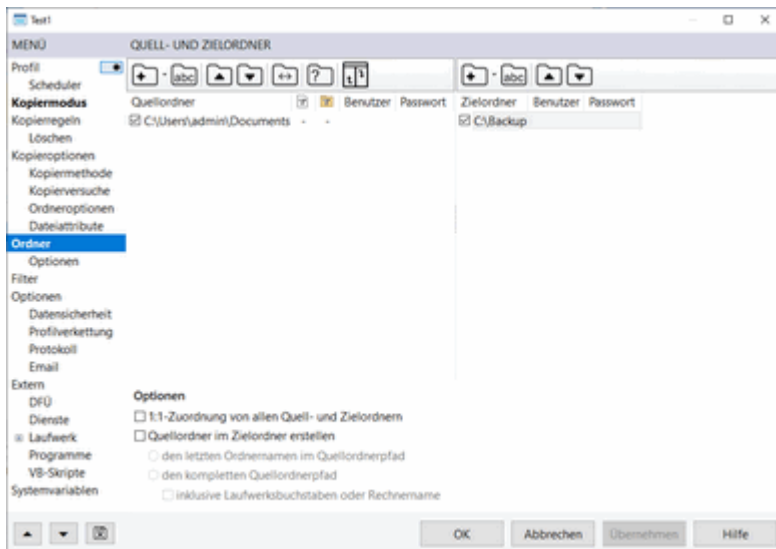 Test1
MENÜ
QUELL- UND ZIELORDNER
Profil
Scheduler
Kopiermodus
Kopierregeln
Löschen
Kopieroptionen
Kopiermethode
Kopierversuche
Ordneroptionen
Dateiattribute
Ordner
Optionen
Filter
Optionen
Datensicherheit
Profilverkettung
Protokoll
Email
Extern
DFÜ
Dienste
Laufwerk
Programme
VB-Skripte
Systemvariablen
abc
?
Quellordner Benutzer Passwort
C:\Users\admin\Documents - -
abc
Zielordner Benutzer Passwort
C:\Backup
Optionen
1:1-Zuordnung von allen Quell- und Zielordnern
Quellordner im Zielordner erstellen
den letzten Ordnernamen im Quellordnerpfad
den kompletten Quellordnerpfad
inklusive Laufwerksbuchstaben oder Rechnername
OK Abbrechen Übernehmen Hilfe